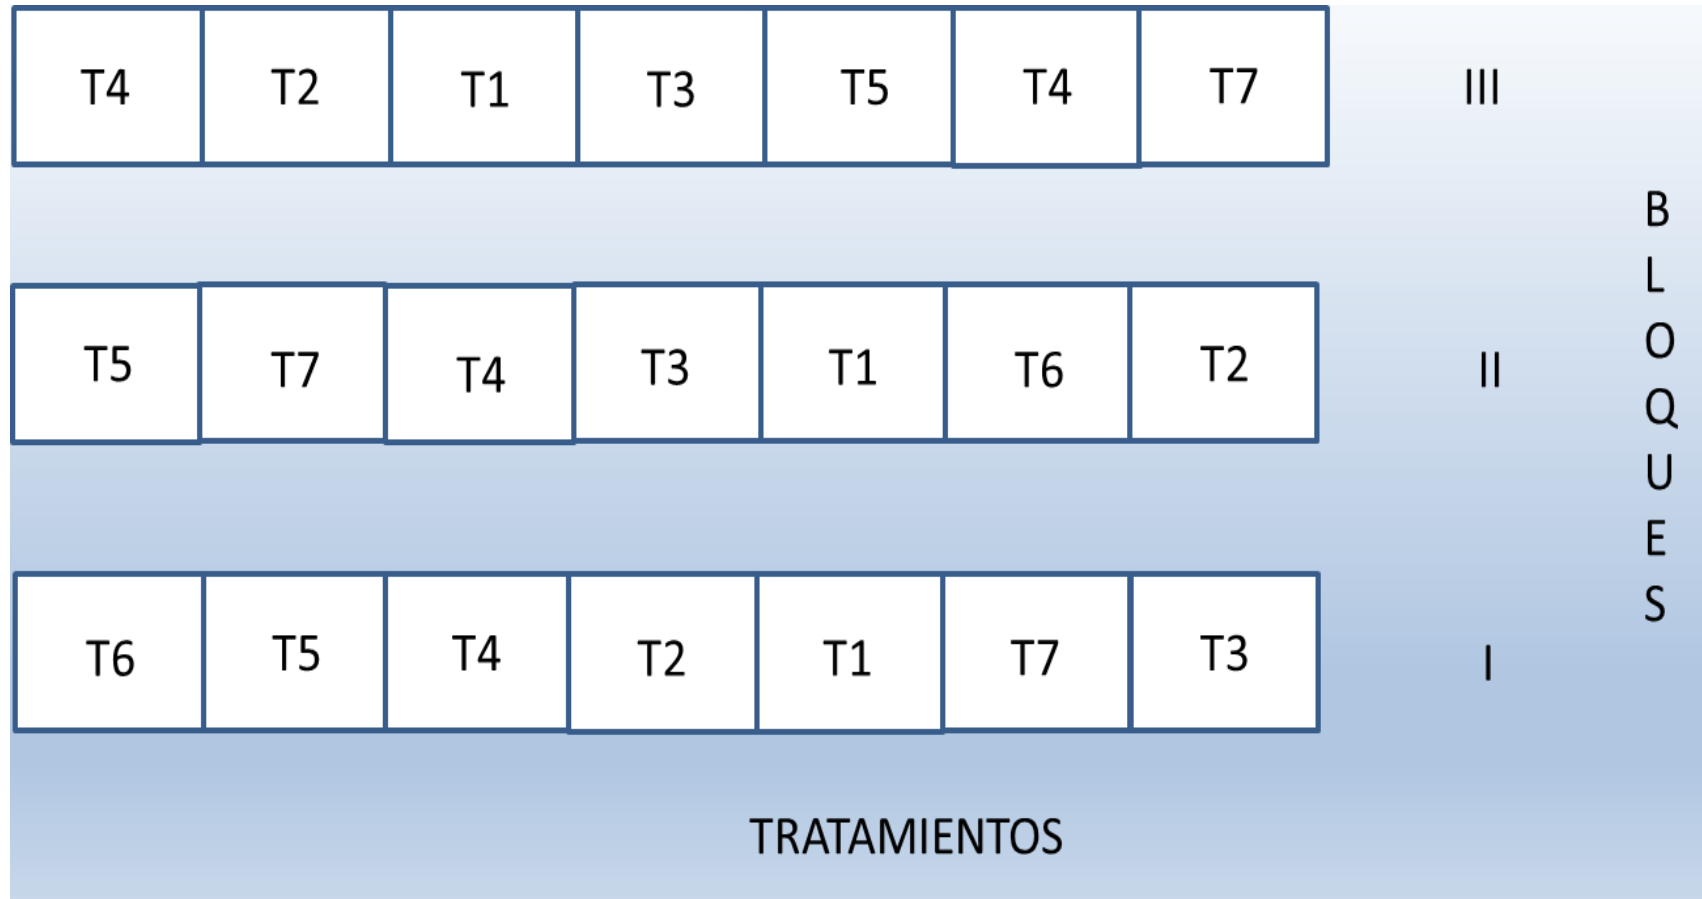 T4 T2 T1 T3 T5 T4 T7 III
T5 T7 T4 T3 T1 T6 T2 II
T6 T5 T4 T2 T1 T7 T3 I
BLOQUES
TRATAMIENTOS